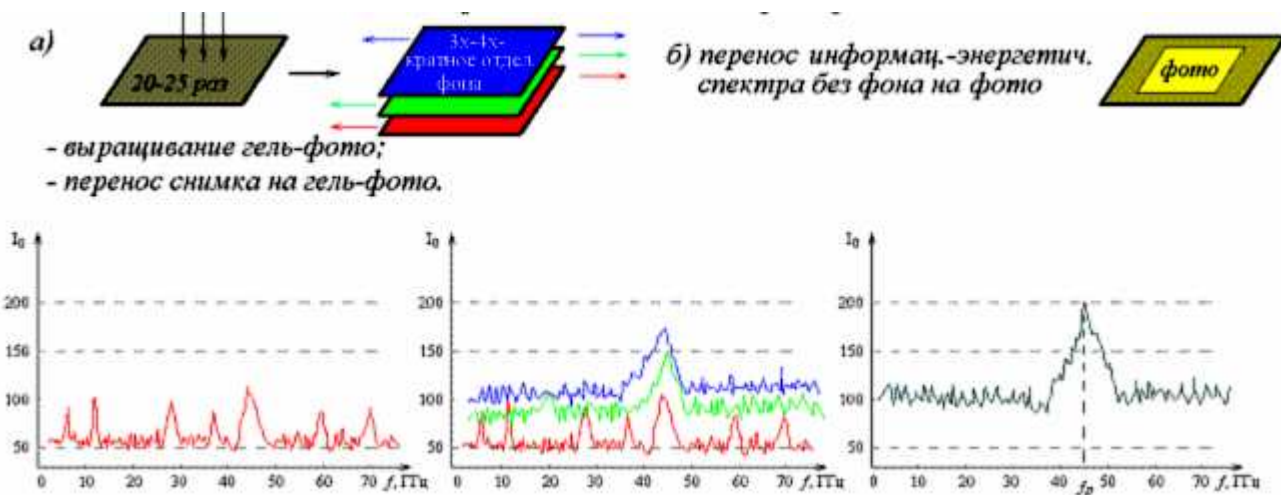 а)
20-25 раз
3х-4х-
кратное отдел.
фона
б) перенос информац.-энергетич.
спектра без фона на фото
фото
- выращивание гель-фото;
- перенос снимка на гель-фото.
I₀
200
150
100
50
0 10 20 30 40 50 60 70 f, ГГц
I₀
200
150
100
50
0 10 20 30 40 50 60 70 f, ГГц
I₀
200
150
100
50
0 10 20 30 40 fр 50 60 70 f, ГГц